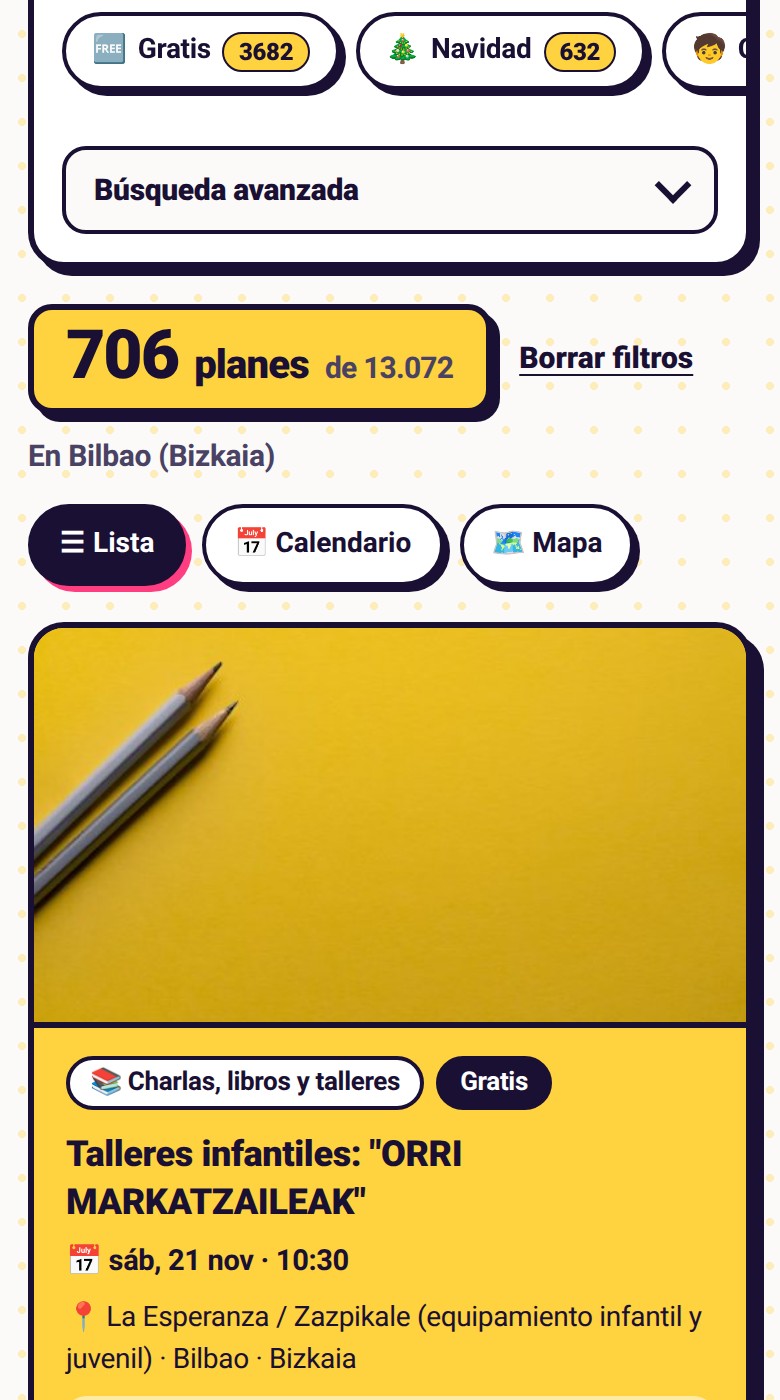 Gratis 3682 Navidad 632
Búsqueda avanzada
706 planes de 13.072 Borrar filtros
En Bilbao (Bizkaia)
Lista Calendario Mapa
Charlas, libros y talleres Gratis
Talleres infantiles: "ORRI
MARKATZAILEAK"
sáb, 21 nov · 10:30
La Esperanza / Zazpikale (equipamiento infantil y
juvenil) · Bilbao · Bizkaia